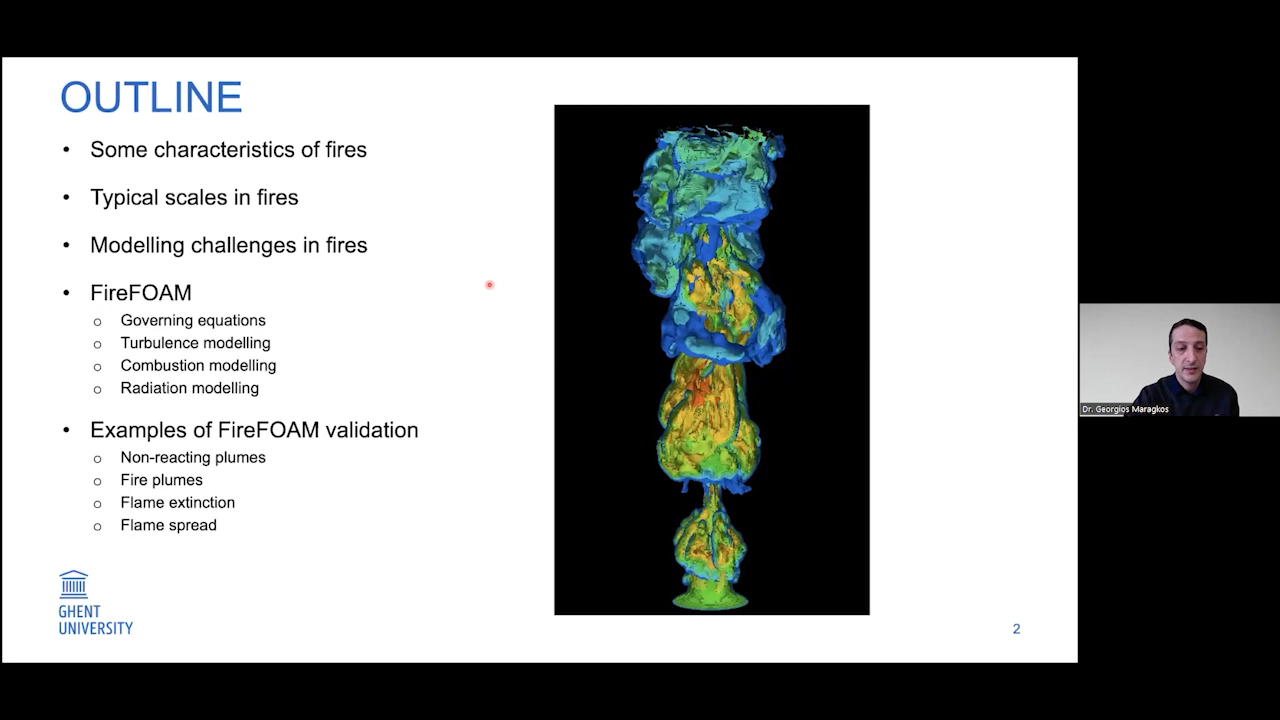 OUTLINE
• Some characteristics of fires
• Typical scales in fires
• Modelling challenges in fires
• FireFOAM
o Governing equations
o Turbulence modelling
o Combustion modelling
o Radiation modelling
• Examples of FireFOAM validation
o Non-reacting plumes
o Fire plumes
o Flame extinction
o Flame spread
GHENT
UNIVERSITY
2
Dr. Georgios Maragkos